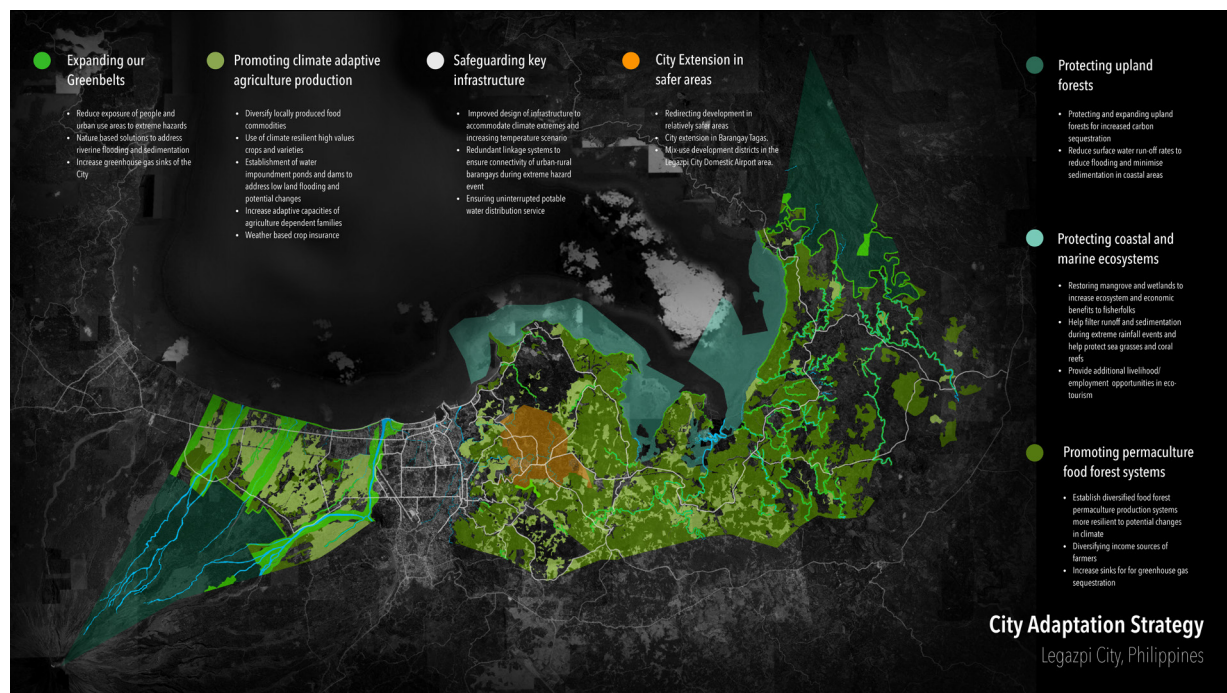 Expanding our
Greenbelts
• Reduce exposure of people and
urban use areas to extreme hazards
• Nature based solutions to address
riverine flooding and sedimentation
• Increase greenhouse gas sinks of the
City
Promoting climate adaptive
agriculture production
• Diversify locally produced food
commodities
• Use of climate resilient high values
crops and varieties
• Establishment of water
impoundment ponds and dams to
address low land flooding and
potential changes
• Increase adaptive capacities of
agriculture dependent families
• Weather based crop insurance
Safeguarding key
infrastructure
• Improved design of infrastructure to
accommodate climate extremes and
increasing temperature scenario
• Redundant linkage systems to
ensure connectivity of urban-rural
barangays during extreme hazard
event
• Ensuring uninterrupted potable
water distribution service
City Extension in
safer areas
• Redirecting development in
relatively safer areas
• City extension in Barangay Tagas.
• Mix-use development districts in the
Legazpi City Domestic Airport area.
Protecting upland
forests
• Protecting and expanding upland
forests for increased carbon
sequestration
• Reduce surface water run-off rates to
reduce flooding and minimise
sedimentation in coastal areas
Protecting coastal and
marine ecosystems
• Restoring mangrove and wetlands to
increase ecosystem and economic
benefits to fisherfolks
• Help filter runoff and sedimentation
during extreme rainfall events and
help protect sea grasses and coral
reefs
• Provide additional livelihood/
employment opportunities in eco-
tourism
Promoting permaculture
food forest systems
• Establish diversified food forest
permaculture production systems
more resilient to potential changes
in climate
• Diversifying income sources of
farmers
• Increase sinks for for greenhouse gas
sequestration
City Adaptation Strategy
Legazpi City, Philippines